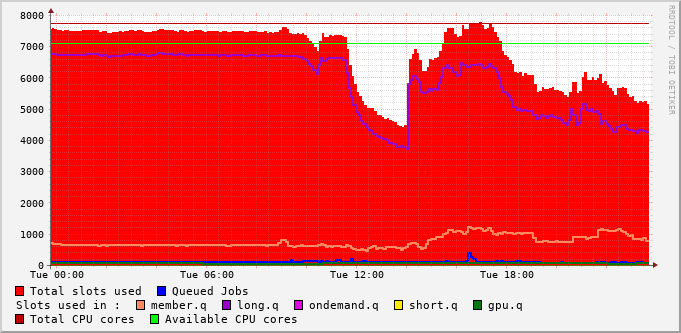 8000
7000
6000
5000
4000
3000
2000
1000
0
Tue 00:00 Tue 06:00 Tue 12:00 Tue 18:00
Total slots used Queued Jobs
Slots used in : member.q long.q ondemand.q short.q gpu.q
Total CPU cores Available CPU cores
RRDTOOL / TOBI OETIKER